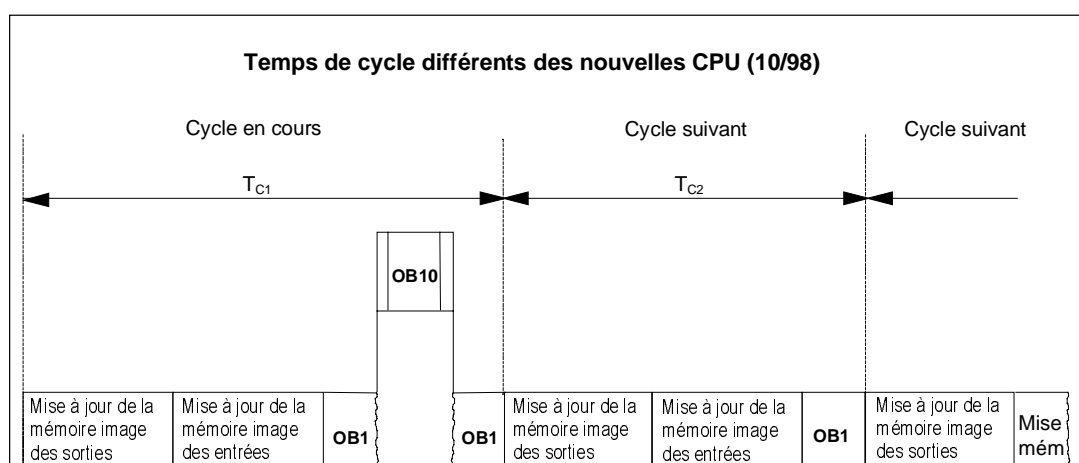 Temps de cycle différents des nouvelles CPU (10/98)
Cycle en cours
Cycle suivant
Cycle suivant
TC1
TC2
OB10
Mise à jour de la
mémoire image
des sorties
Mise à jour de la
mémoire image
des entrées
OB1
OB1
Mise à jour de la
mémoire image
des sorties
Mise à jour de la
mémoire image
des entrées
OB1
Mise à jour de la
mémoire image
des sorties
Mise
mém